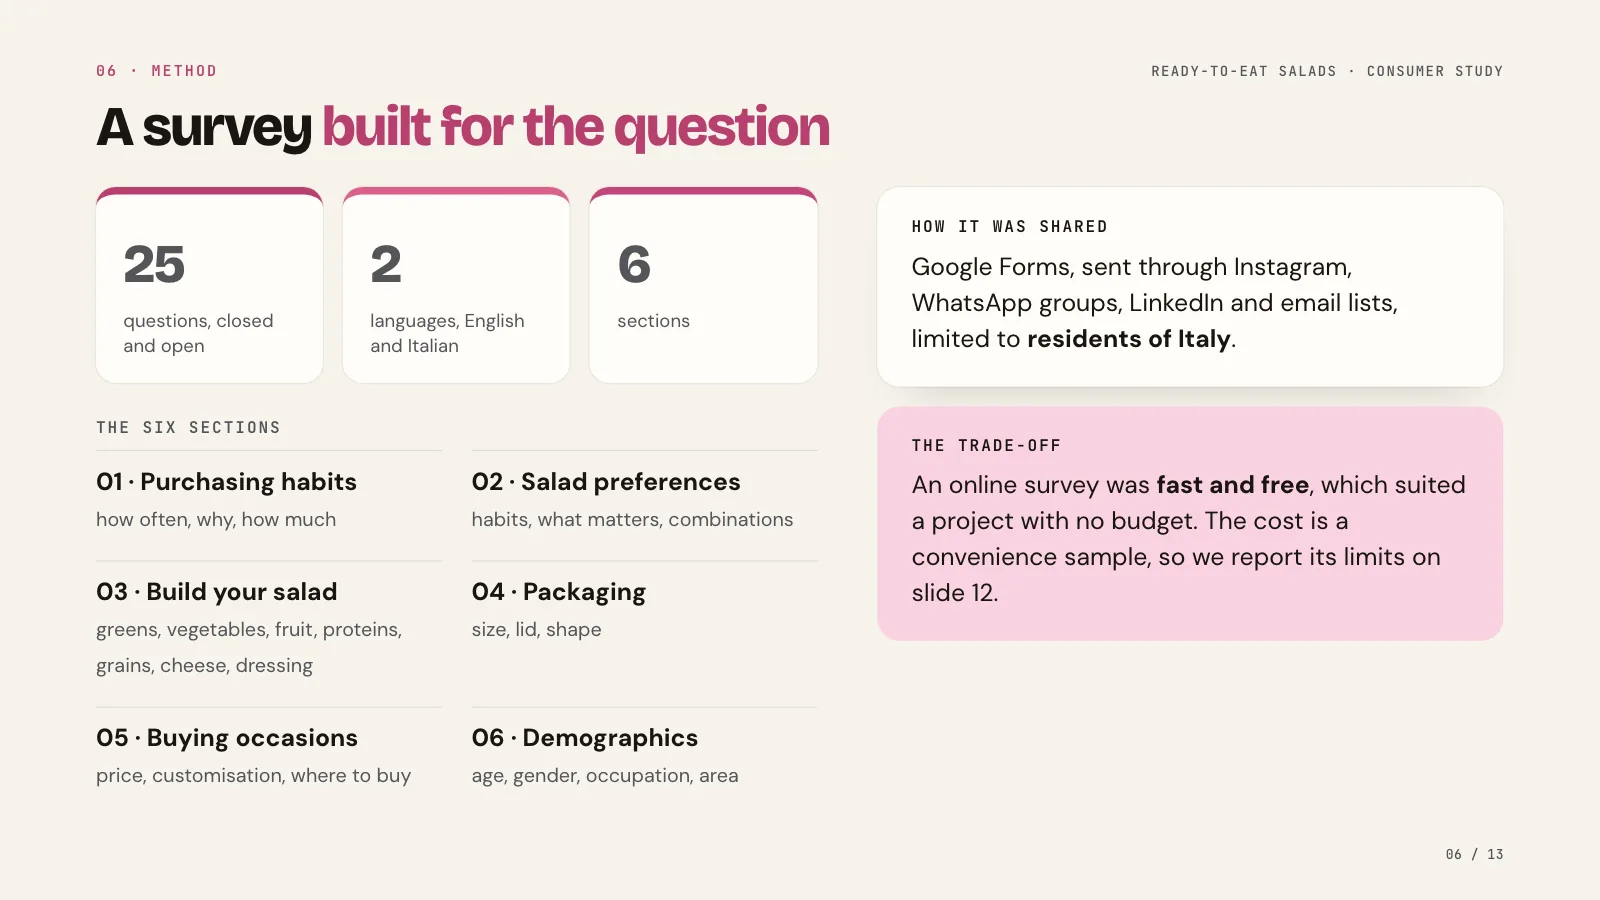 06 · METHOD
READY-TO-EAT SALADS · CONSUMER STUDY
A survey built for the question
25
questions, closed
and open
2
languages, English
and Italian
6
sections
THE SIX SECTIONS
01 · Purchasing habits
how often, why, how much
02 · Salad preferences
habits, what matters, combinations
03 · Build your salad
greens, vegetables, fruit, proteins,
grains, cheese, dressing
04 · Packaging
size, lid, shape
05 · Buying occasions
price, customisation, where to buy
06 · Demographics
age, gender, occupation, area
HOW IT WAS SHARED
Google Forms, sent through Instagram,
WhatsApp groups, LinkedIn and email lists,
limited to residents of Italy.
THE TRADE-OFF
An online survey was fast and free, which suited
a project with no budget. The cost is a
convenience sample, so we report its limits on
slide 12.
06 / 13